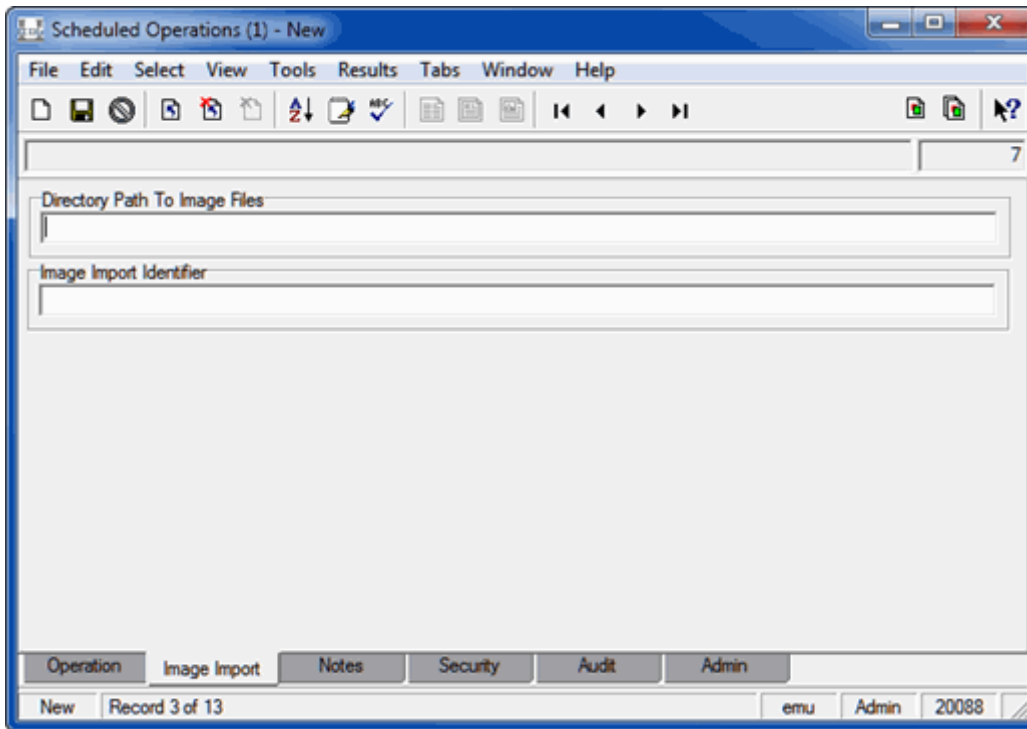 Scheduled Operations (1) - New
File Edit Select View Tools Results Tabs Window Help
7
Directory Path To Image Files
Image Import Identifier
Operation Image Import Notes Security Audit Admin
New Record 3 of 13 emu Admin 20088